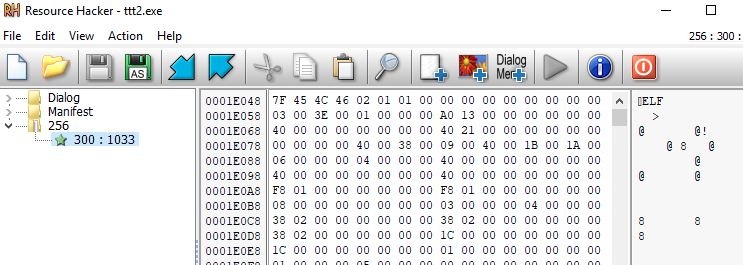 RH Resource Hacker - ttt2.exe
File Edit View Action Help 256 : 300 :
AS Dialog Menu
Dialog
Manifest
256
300 : 1033
0001E048 7F 45 4C 46 02 01 01 00 00 00 00 00 00 00 00 00 ELF
0001E058 03 00 3E 00 01 00 00 00 A0 13 00 00 00 00 00 00 >
0001E068 40 00 00 00 00 00 00 00 40 21 00 00 00 00 00 00 @ @!
0001E078 00 00 00 00 40 00 38 00 09 00 40 00 1B 00 1A 00 @ 8 @
0001E088 06 00 00 00 04 00 00 00 40 00 00 00 00 00 00 00 @
0001E098 40 00 00 00 00 00 00 00 40 00 00 00 00 00 00 00 @ @
0001E0A8 F8 01 00 00 00 00 00 00 F8 01 00 00 00 00 00 00
0001E0B8 08 00 00 00 00 00 00 00 03 00 00 00 04 00 00 00
0001E0C8 38 02 00 00 00 00 00 00 38 02 00 00 00 00 00 00 8 8
0001E0D8 38 02 00 00 00 00 00 00 1C 00 00 00 00 00 00 00 8
0001E0E8 1C 00 00 00 00 00 00 00 01 00 00 00 00 00 00 00